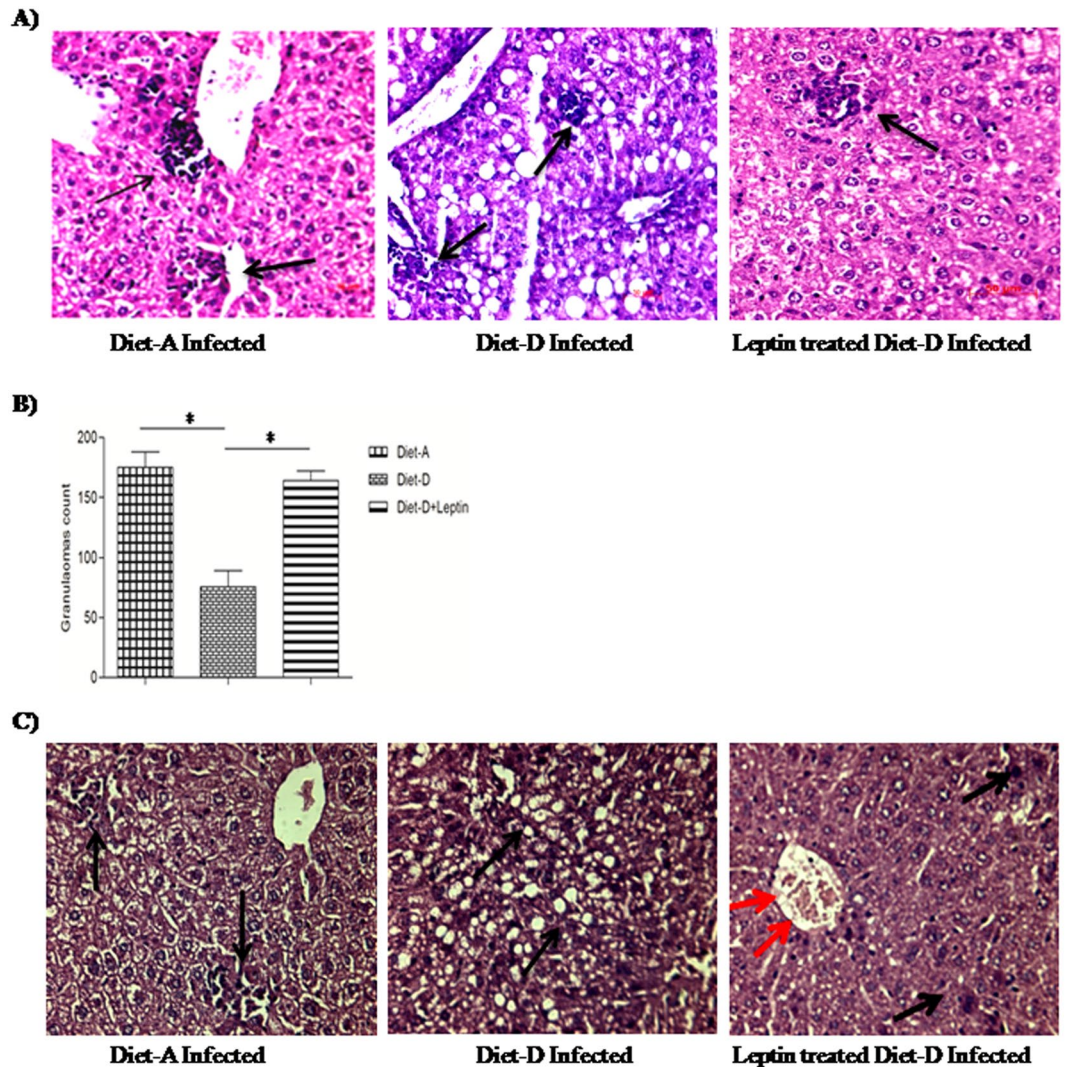 A)
Diet-A Infected
Diet-D Infected
Leptin treated Diet-D Infected
B)
*
*
200
150
100
50
0
Granulaomas count
Diet-A
Diet-D
Diet-D+Leptin
C)
Diet-A Infected
Diet-D Infected
Leptin treated Diet-D Infected